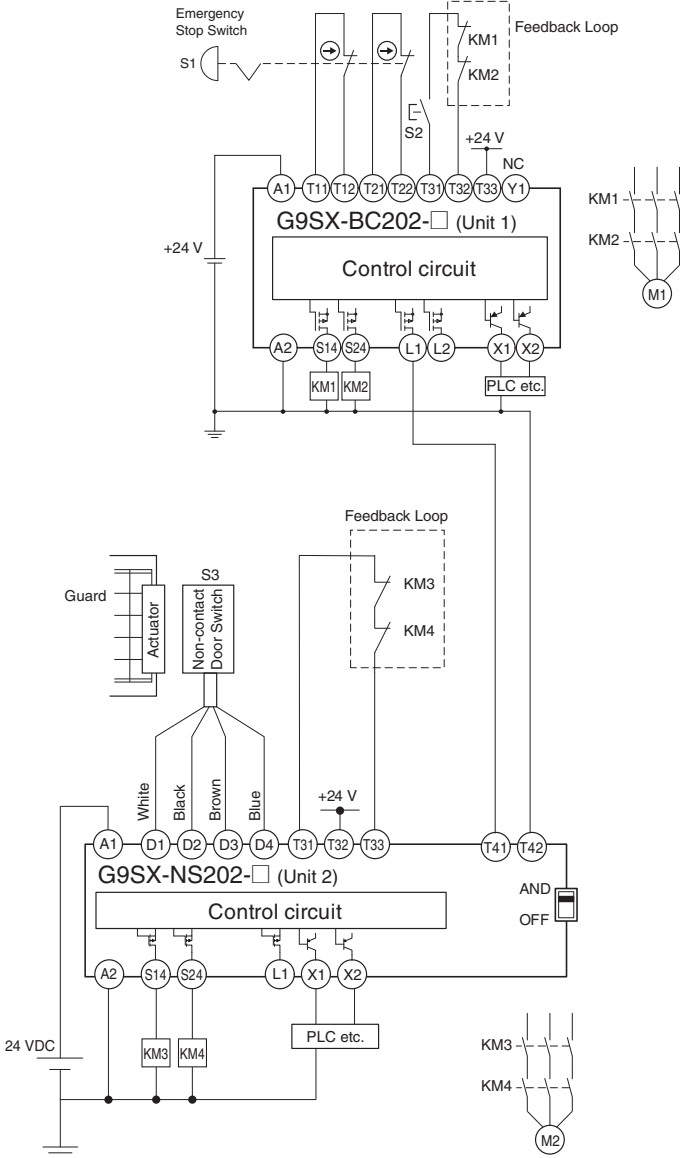 Emergency
Stop Switch
S1
Feedback Loop
KM1
KM2
S2
+24 V
NC
A1 T11 T12 T21 T22 T31 T32 T33 Y1
G9SX-BC202-□ (Unit 1)
+24 V
Control circuit
KM1
KM2
M1
A2 S14 S24 L1 L2 X1 X2
KM1 KM2
PLC etc.
Feedback Loop
KM3
KM4
Guard
Actuator
S3
Non-contact
Door Switch
White
Black
Brown
Blue
+24 V
A1 D1 D2 D3 D4 T31 T32 T33 T41 T42
G9SX-NS202-□ (Unit 2)
AND
OFF
Control circuit
A2 S14 S24 L1 X1 X2
24 VDC
KM3 KM4
PLC etc.
KM3
KM4
M2